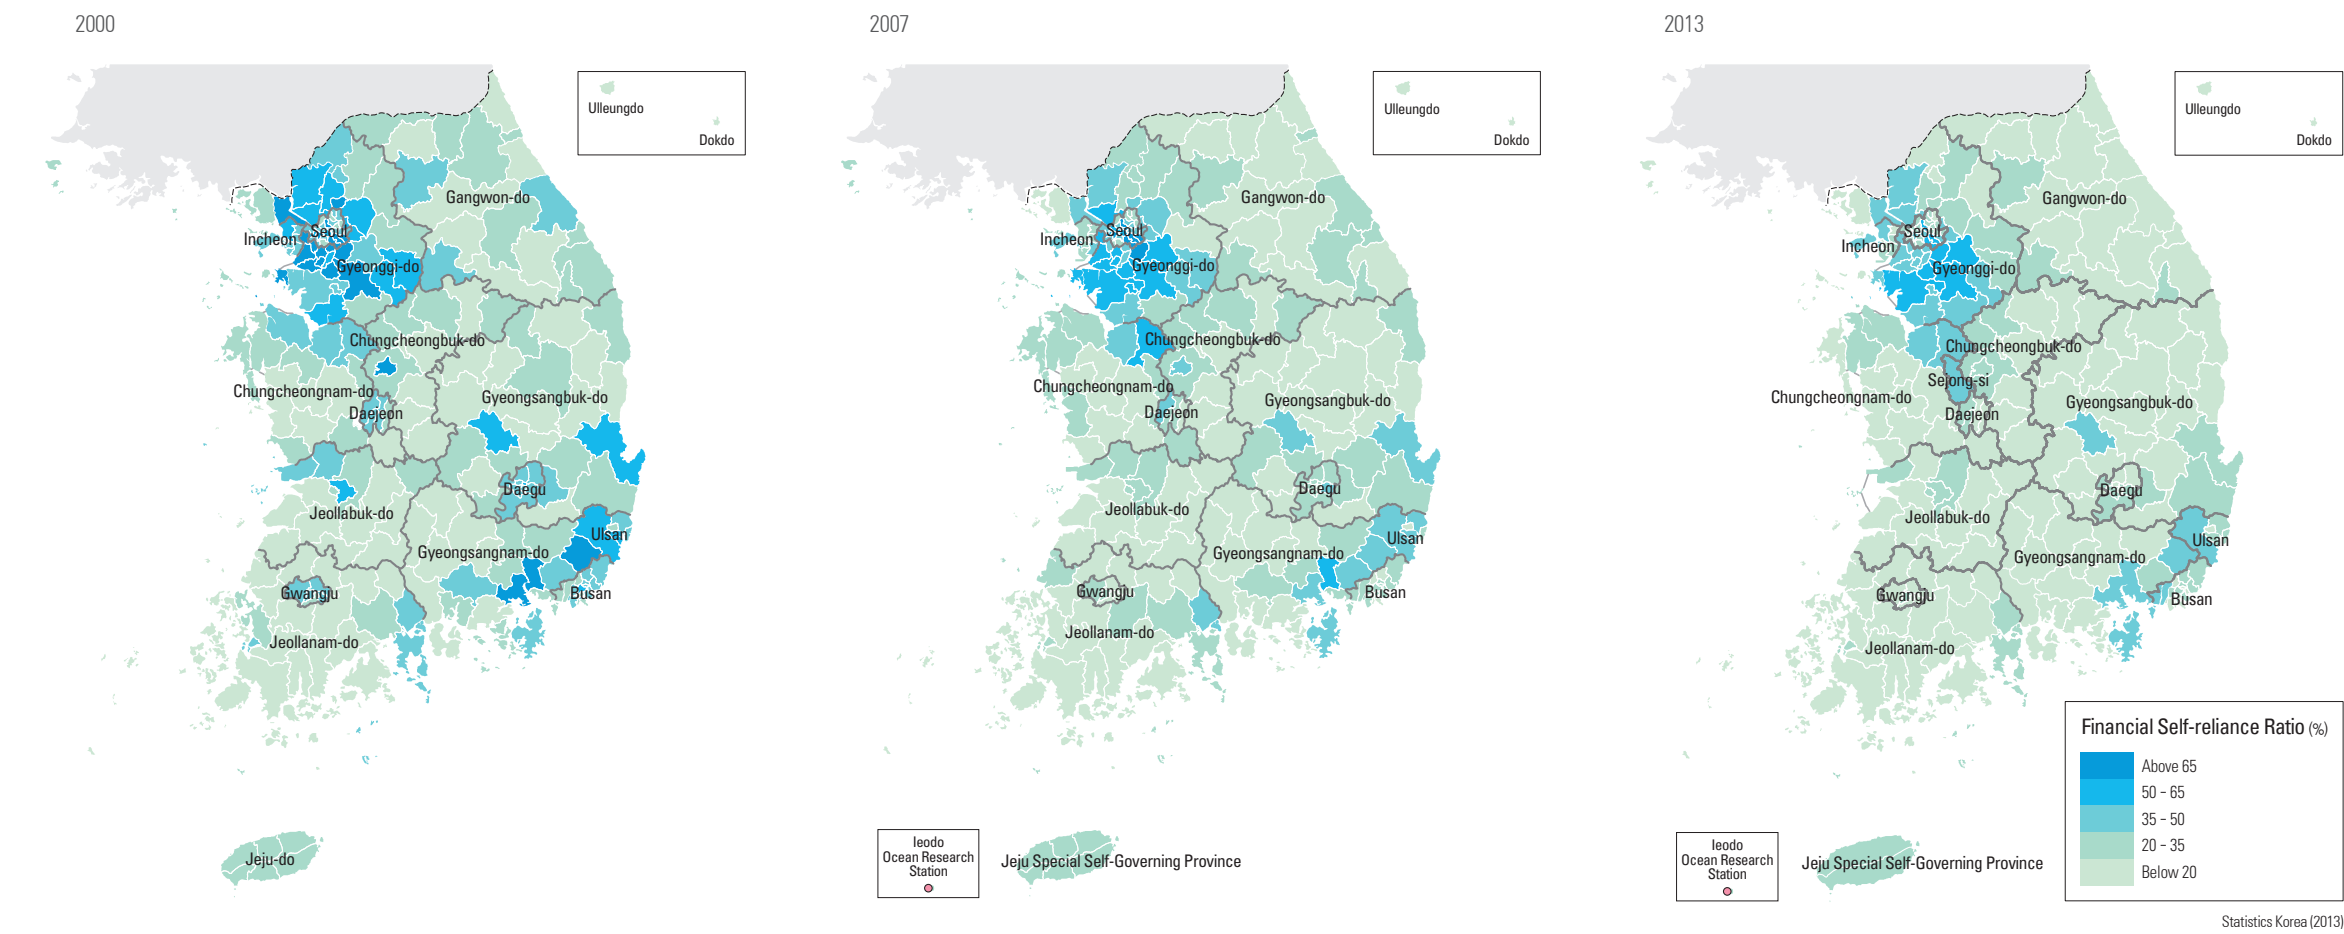 2000
Ulleungdo
Dokdo
Gangwon-do
Incheon
Seoul
Gyeonggi-do
Chungcheongbuk-do
Chungcheongnam-do
Gyeongsangbuk-do
Daejeon
Daegu
Jeollabuk-do
Ulsan
Gyeongsangnam-do
Gwangju
Busan
Jeollanam-do
Jeju-do
2007
Ulleungdo
Dokdo
Gangwon-do
Incheon
Seoul
Gyeonggi-do
Chungcheongbuk-do
Chungcheongnam-do
Gyeongsangbuk-do
Daejeon
Daegu
Jeollabuk-do
Ulsan
Gyeongsangnam-do
Gwangju
Busan
Jeollanam-do
Ieodo
Ocean Research
Station
Jeju Special Self-Governing Province
2013
Ulleungdo
Dokdo
Gangwon-do
Seoul
Incheon
Gyeonggi-do
Chungcheongbuk-do
Sejong-si
Chungcheongnam-do
Gyeongsangbuk-do
Daejeon
Daegu
Jeollabuk-do
Ulsan
Gyeongsangnam-do
Gwangju
Busan
Jeollanam-do
Ieodo
Ocean Research
Station
Jeju Special Self-Governing Province
Financial Self-reliance Ratio (%)
Above 65
50 - 65
35 - 50
20 - 35
Below 20
Statistics Korea (2013)